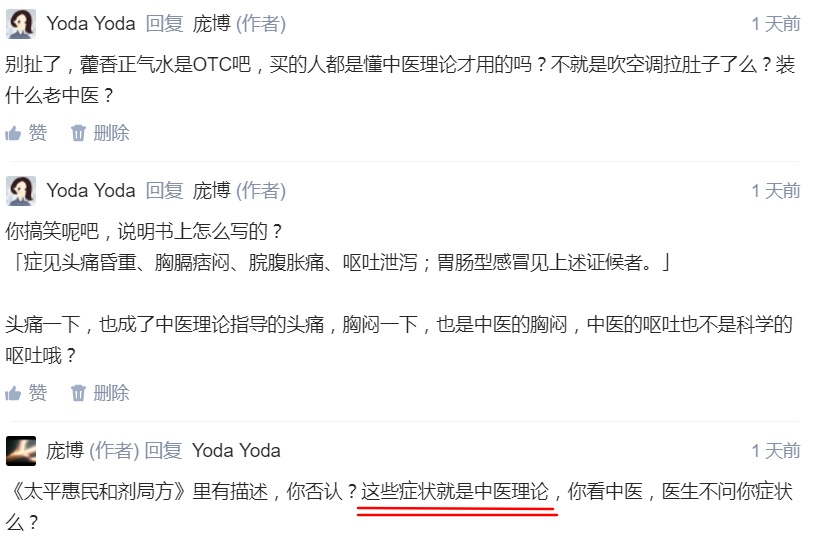 Yoda Yoda 回复 庞博 (作者) 1 天前
别扯了，藿香正气水是OTC吧，买的人都是懂中医理论才用的吗？不就是吹空调拉肚子了么？装
什么老中医？
赞 删除
Yoda Yoda 回复 庞博 (作者) 1 天前
你搞笑呢吧，说明书上怎么写的？
「症见头痛昏重、胸膈痞闷、脘腹胀痛、呕吐泄泻；胃肠型感冒见上述证候者。」
头痛一下，也成了中医理论指导的头痛，胸闷一下，也是中医的胸闷，中医的呕吐也不是科学的
呕吐哦？
赞 删除
庞博 (作者) 回复 Yoda Yoda 1 天前
《太平惠民和剂局方》里有描述，你否认？这些症状就是中医理论，你看中医，医生不问你症状
么？